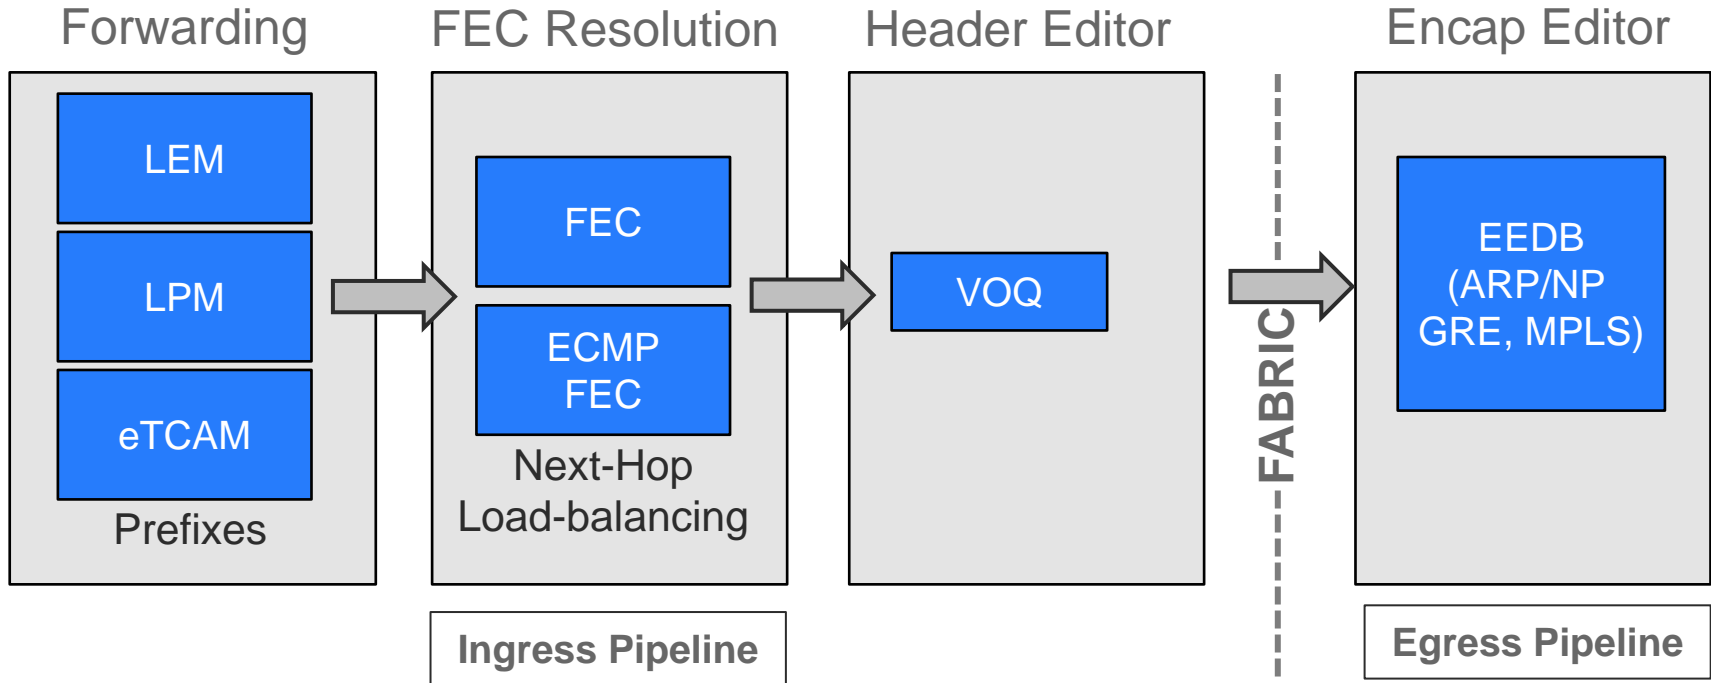 Forwarding
FEC Resolution
Header Editor
Encap Editor
LEM
LPM
eTCAM
Prefixes
FEC
ECMP
FEC
Next-Hop
Load-balancing
VOQ
FABRIC
EEDB
(ARP/NP
GRE, MPLS)
Ingress Pipeline
Egress Pipeline